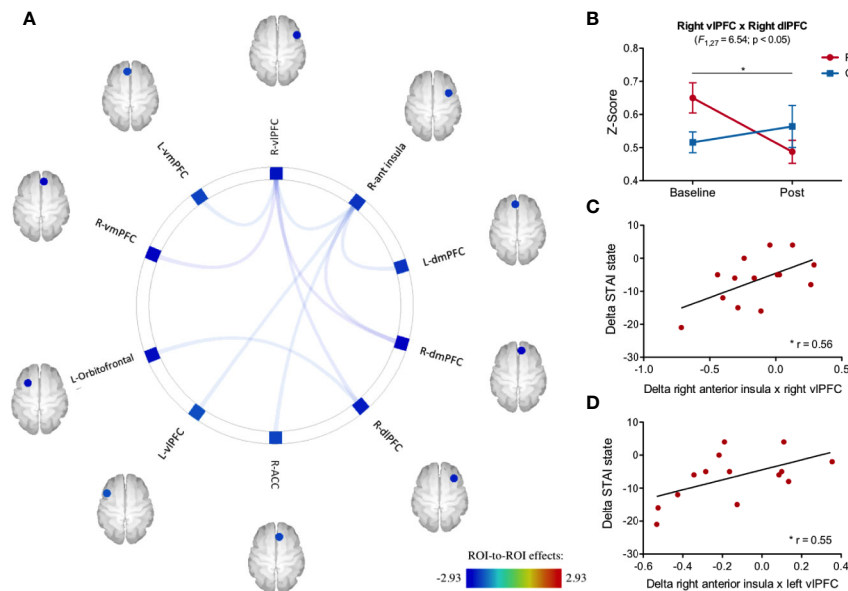 A
R-vlPFC
R-ant insula
L-dmPFC
R-dmPFC
R-dlPFC
R-ACC
L-vlPFC
L-Orbitofrontal
R-vmPFC
L-vmPFC
ROI-to-ROI effects:
-2.93 2.93
B
Right vlPFC x Right dlPFC
(F1,27 = 6.54; p < 0.05)
Z-Score
0.8
0.7
0.6
0.5
0.4
*
Baseline Post
C
Delta STAI state
10
0
-10
-20
-30
* r = 0.56
-1.0 -0.5 0.0 0.5
Delta right anterior insula x right vlPFC
D
Delta STAI state
10
0
-10
-20
-30
* r = 0.55
-0.6 -0.4 -0.2 0.0 0.2 0.4
Delta right anterior insula x left vlPFC